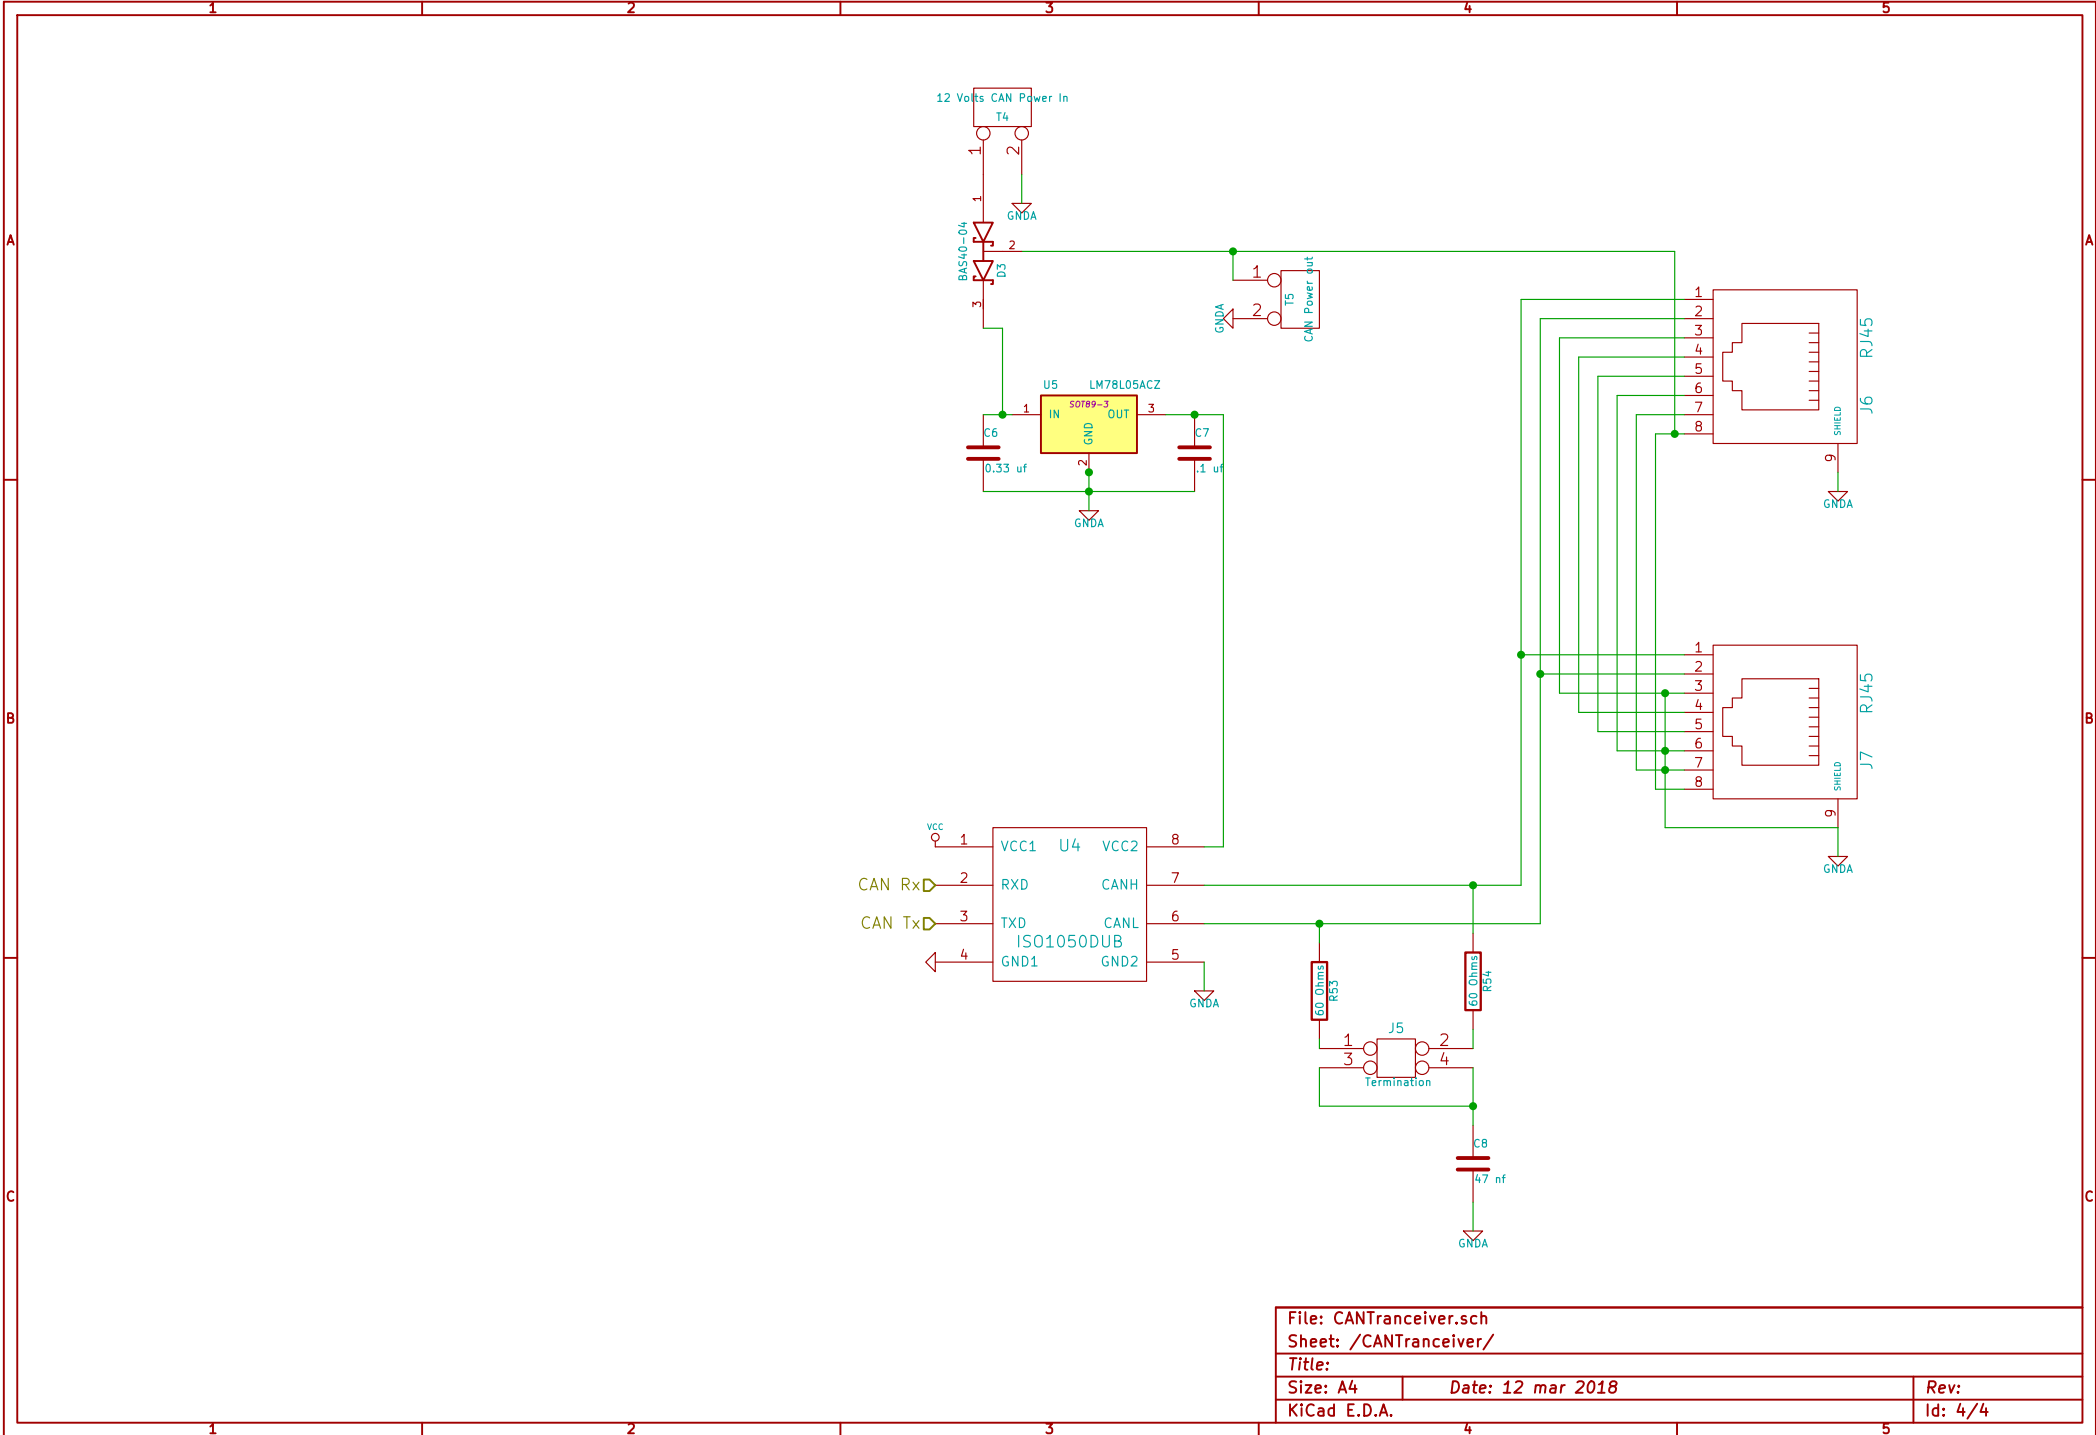 1 2 3 4 5
A
A
B
B
C
C
12 Volts CAN Power In
T4
1 2
GNDA
1
BAS40-04
D3
2
3
1
2
GNDA
T5
CAN Power out
U5 LM78L05ACZ
SOT89-3
1 IN OUT 3
GND
2
C6
0.33 uf
C7
.1 uf
GNDA
1
2
3
4
5
6
7
8
SHIELD
9
RJ45
J6
GNDA
1
2
3
4
5
6
7
8
SHIELD
9
RJ45
J7
GNDA
VCC
1 VCC1 U4 VCC2 8
CAN Rx 2 RXD CANH 7
CAN Tx 3 TXD CANL 6
ISO1050DUB
4 GND1 GND2 5
GNDA
60 Ohms
R53
60 Ohms
R54
J5
1 2
3 4
Termination
C8
47 nf
GNDA
File: CANTranceiver.sch
Sheet: /CANTranceiver/
Title:
Size: A4 Date: 12 mar 2018 Rev:
KiCad E.D.A. Id: 4/4
1 2 3 4 5